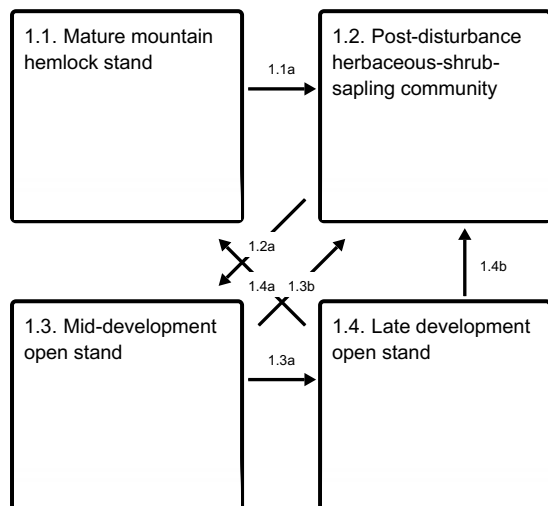 1.1. Mature mountain
hemlock stand
1.1a
1.2. Post-disturbance
herbaceous-shrub-
sapling community
1.2a
1.4a
1.3b
1.4b
1.3. Mid-development
open stand
1.3a
1.4. Late development
open stand